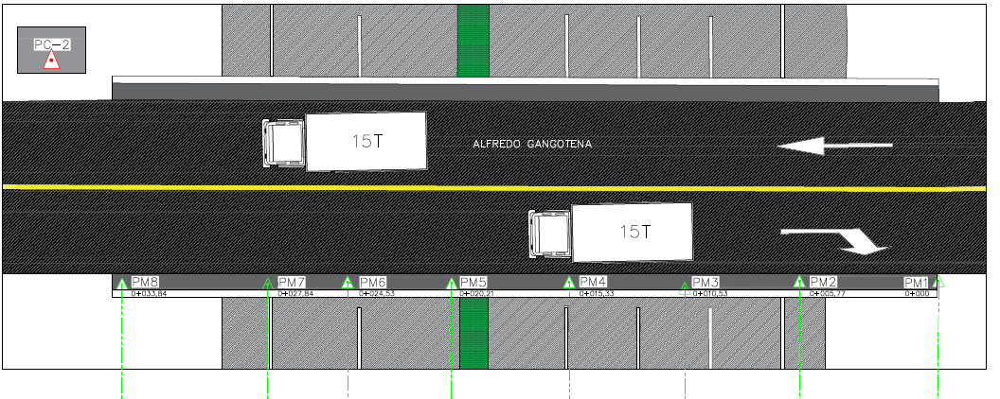 PC-2
15T
ALFREDO GANGOTENA
15T
PM8 PM7 PM6 PM5 PM4 PM3 PM2 PM1
0+033,84 0+027,84 0+024,53 0+020,21 0+015,33 0+010,53 0+005,77 0+000